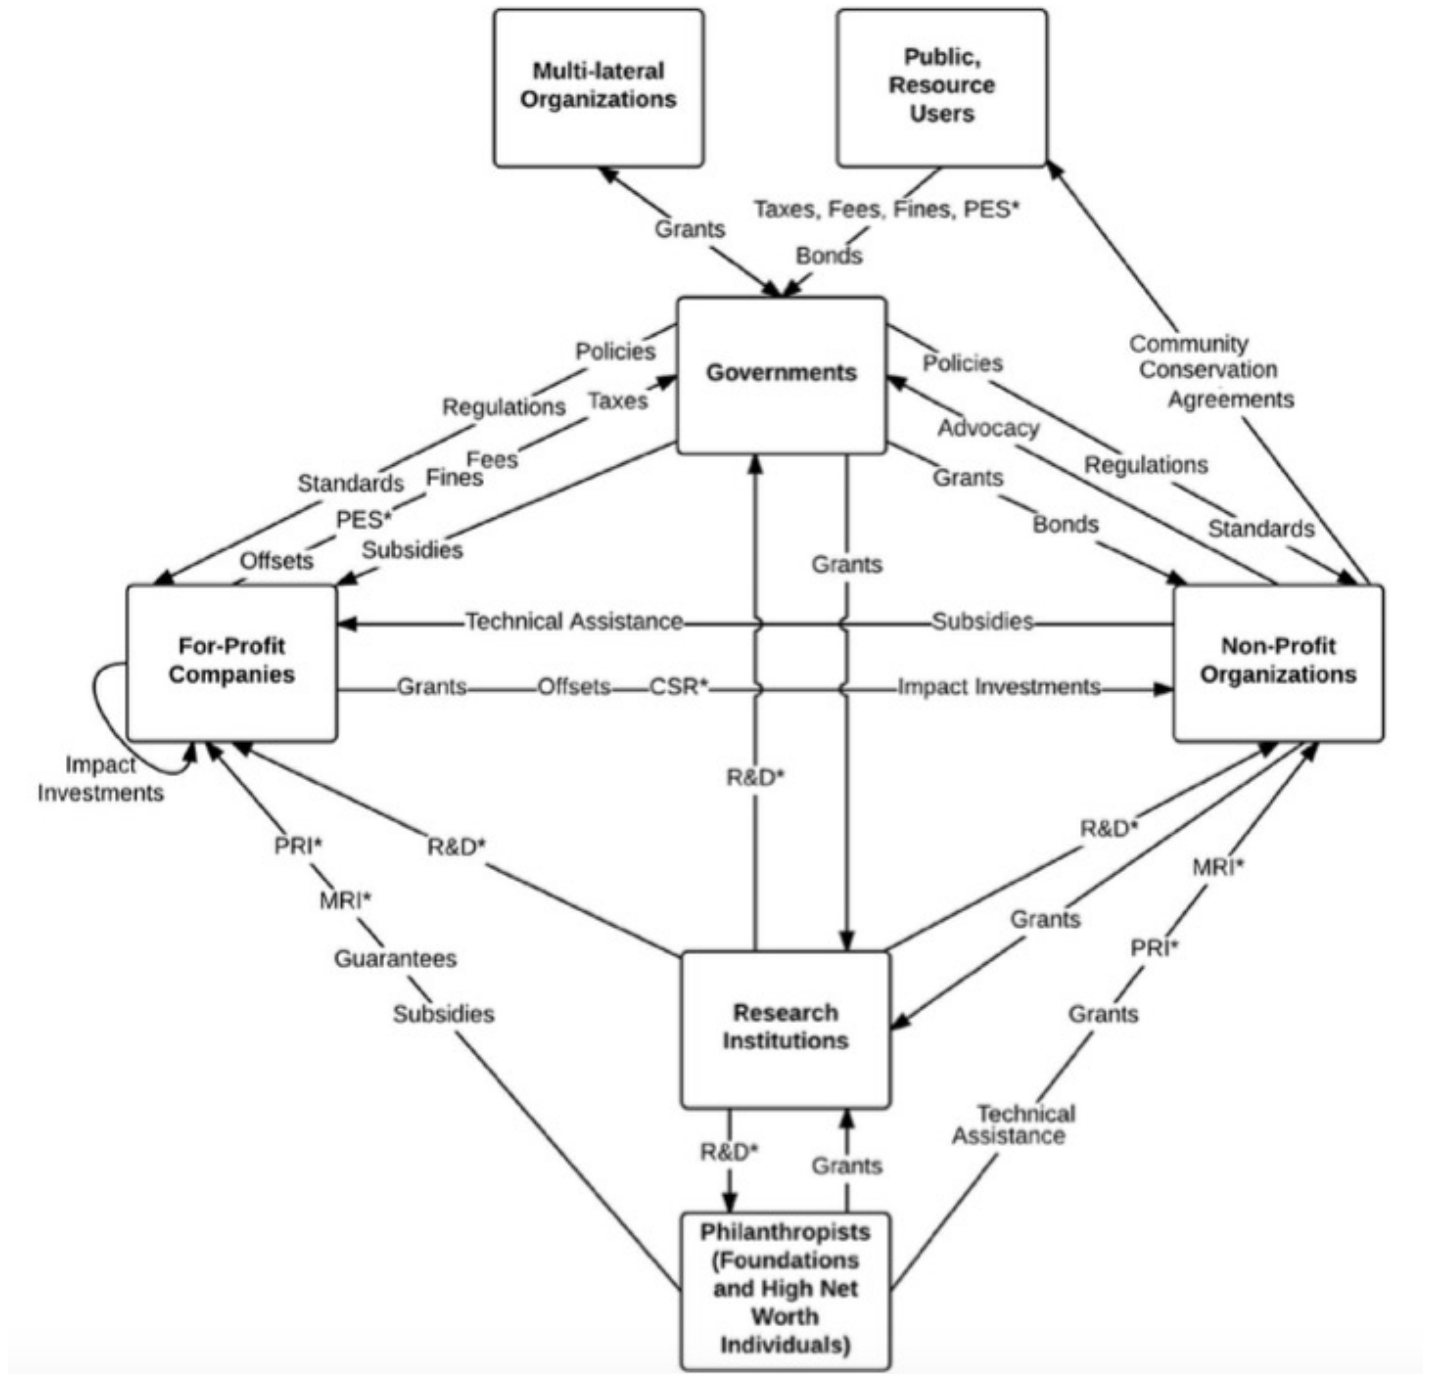 Multi-lateral
Organizations
Public,
Resource
Users
Taxes, Fees, Fines, PES*
Grants
Bonds
Community
Conservation
Agreements
Governments
Policies
Regulations
Standards
Taxes
Fees
Fines
PES*
Offsets
Subsidies
Policies
Regulations
Standards
Advocacy
Grants
Bonds
Grants
For-Profit
Companies
Technical Assistance
Subsidies
Non-Profit
Organizations
Grants
Offsets
CSR*
Impact Investments
Impact
Investments
R&D*
PRI*
MRI*
Guarantees
Subsidies
R&D*
R&D*
Grants
MRI*
PRI*
Grants
Technical
Assistance
Research
Institutions
R&D*
Grants
Philanthropists
(Foundations
and High Net
Worth
Individuals)